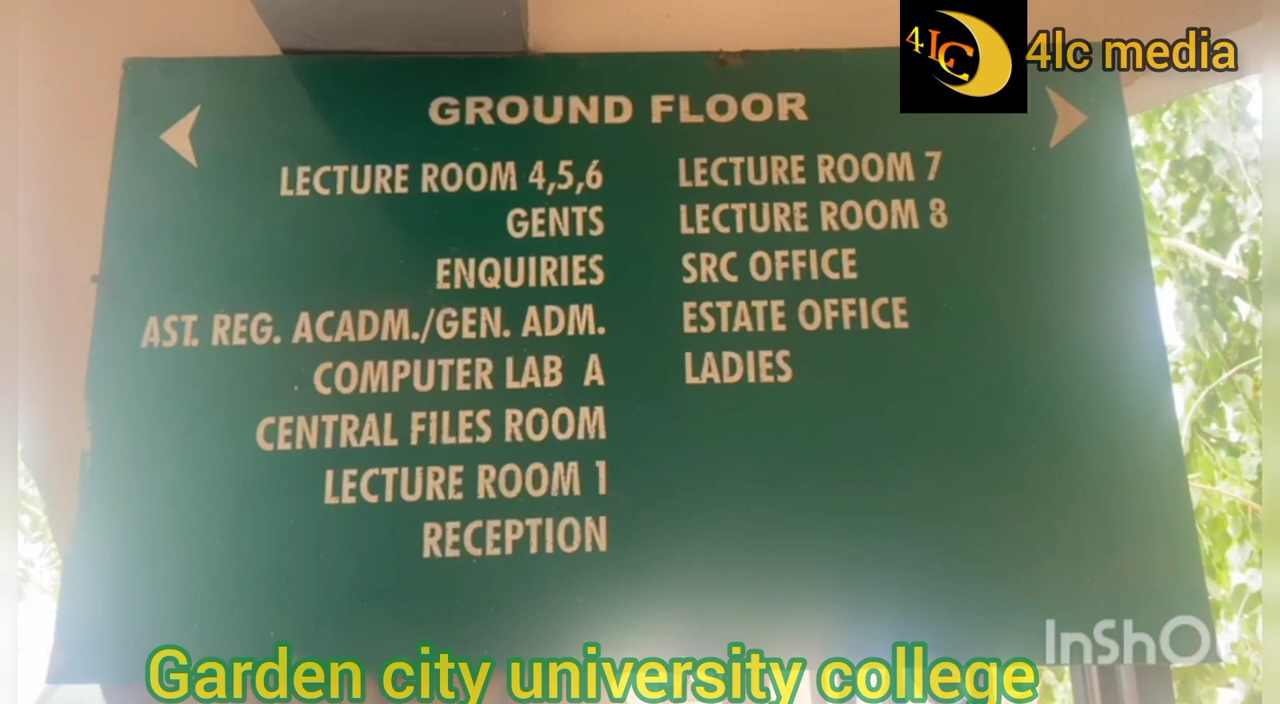 4LC
4lc media
GROUND FLOOR
LECTURE ROOM 4,5,6
GENTS
ENQUIRIES
AST. REG. ACADM./GEN. ADM.
COMPUTER LAB A
CENTRAL FILES ROOM
LECTURE ROOM 1
RECEPTION
LECTURE ROOM 7
LECTURE ROOM 8
SRC OFFICE
ESTATE OFFICE
LADIES
InShOt
Garden city university college